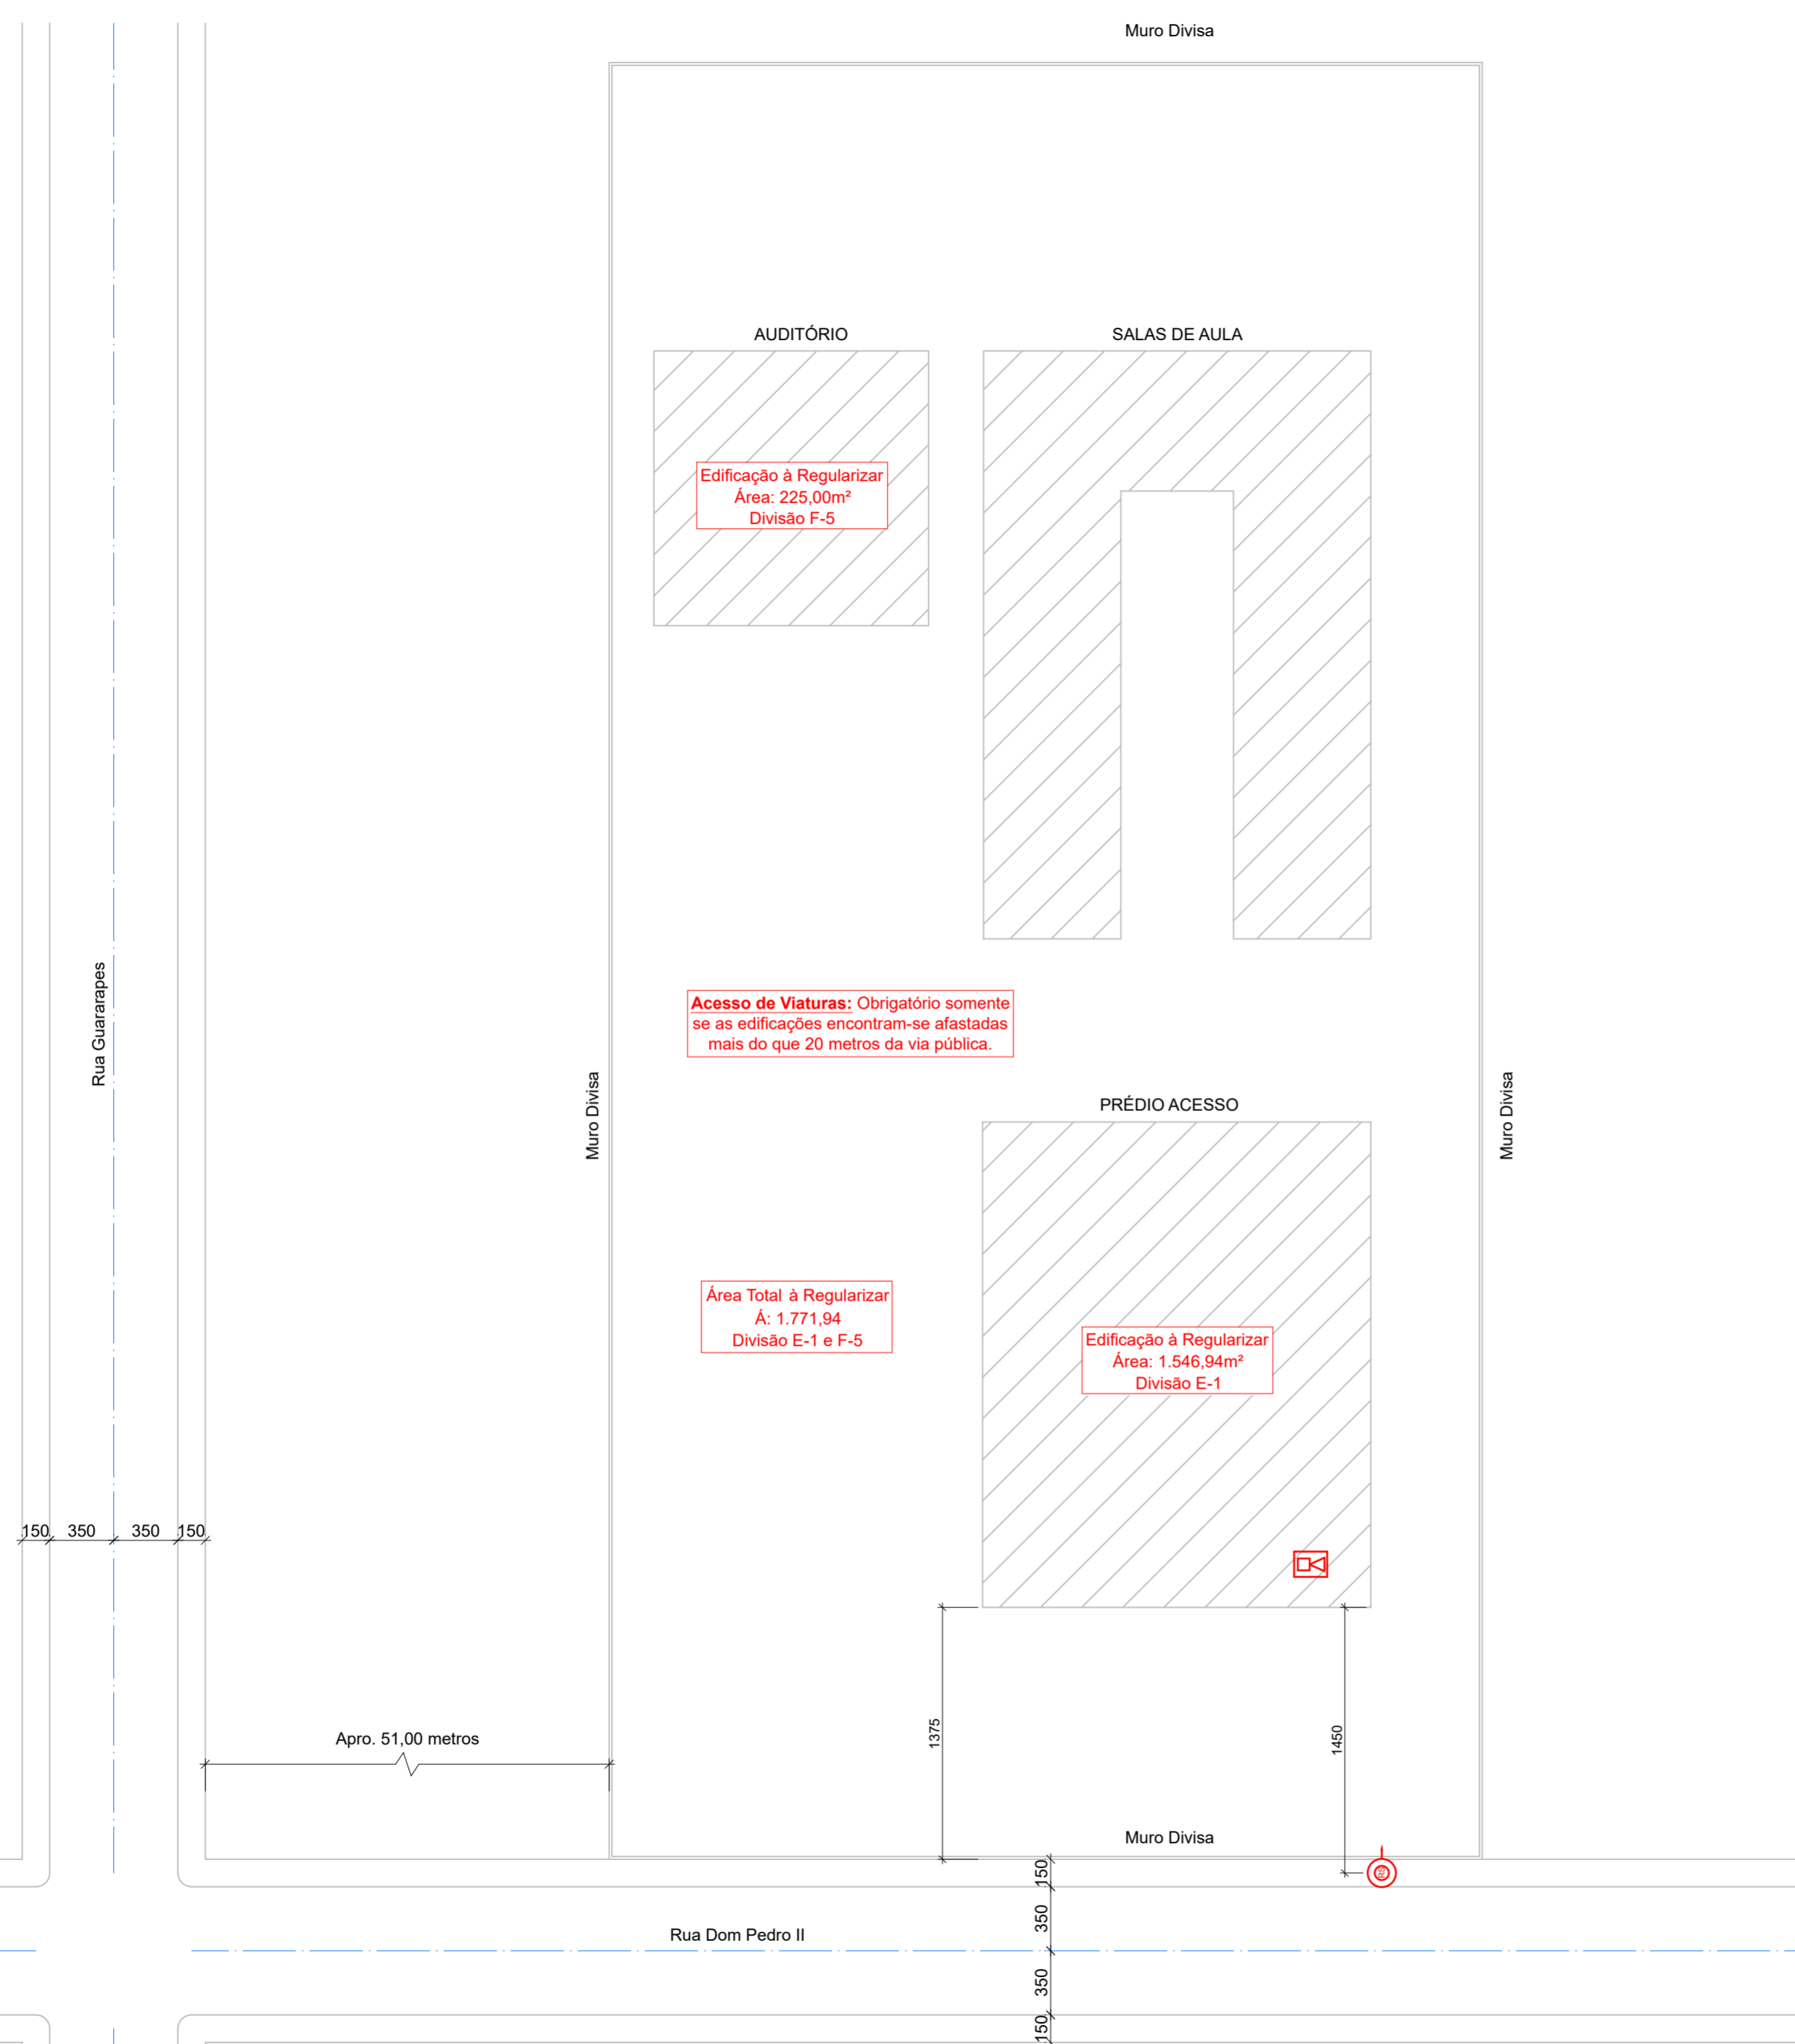 Muro Divisa
AUDITÓRIO
SALAS DE AULA
Edificação à Regularizar
Área: 225,00m²
Divisão F-5
Rua Guararapes
Acesso de Viaturas: Obrigatório somente
se as edificações encontram-se afastadas
mais do que 20 metros da via pública.
Muro Divisa
Muro Divisa
PRÉDIO ACESSO
Área Total à Regularizar
Á: 1.771,94
Divisão E-1 e F-5
Edificação à Regularizar
Área: 1.546,94m²
Divisão E-1
150 350 350 150
1375
1450
Apro. 51,00 metros
Muro Divisa
150
RS
350
Rua Dom Pedro II
350
150